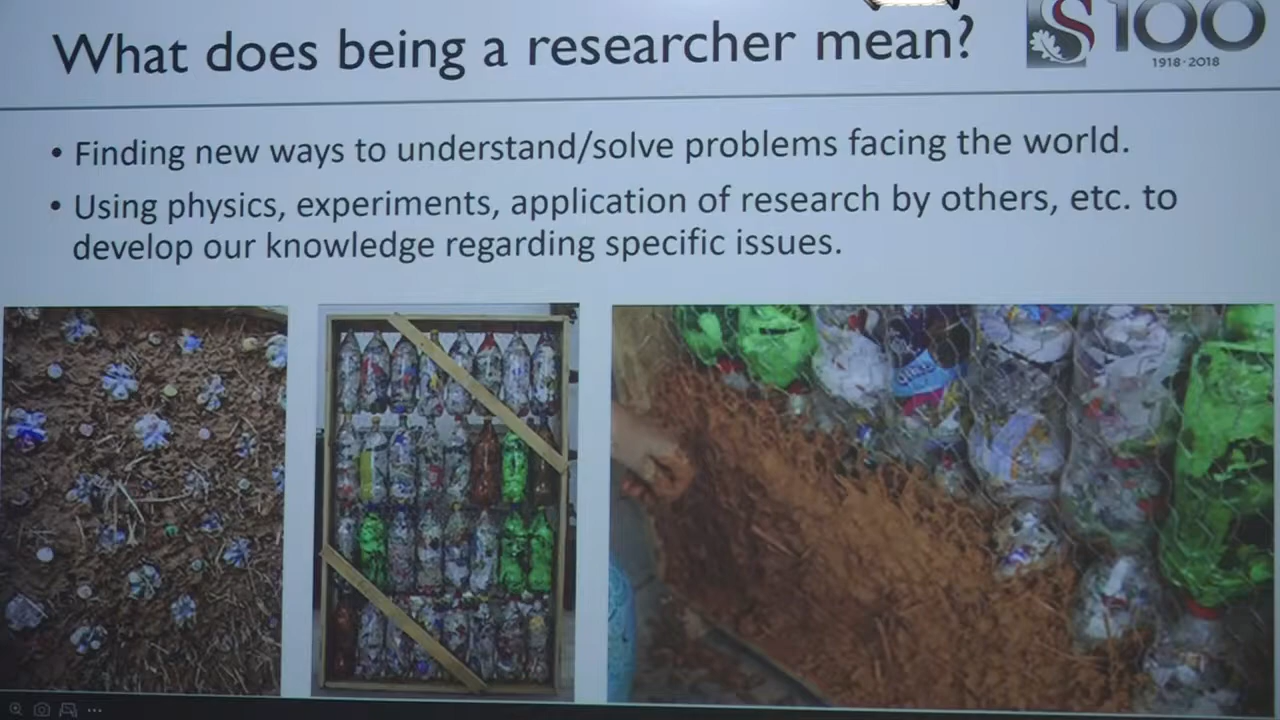 What does being a researcher mean?
S100
1918·2018
• Finding new ways to understand/solve problems facing the world.
• Using physics, experiments, application of research by others, etc. to
develop our knowledge regarding specific issues.